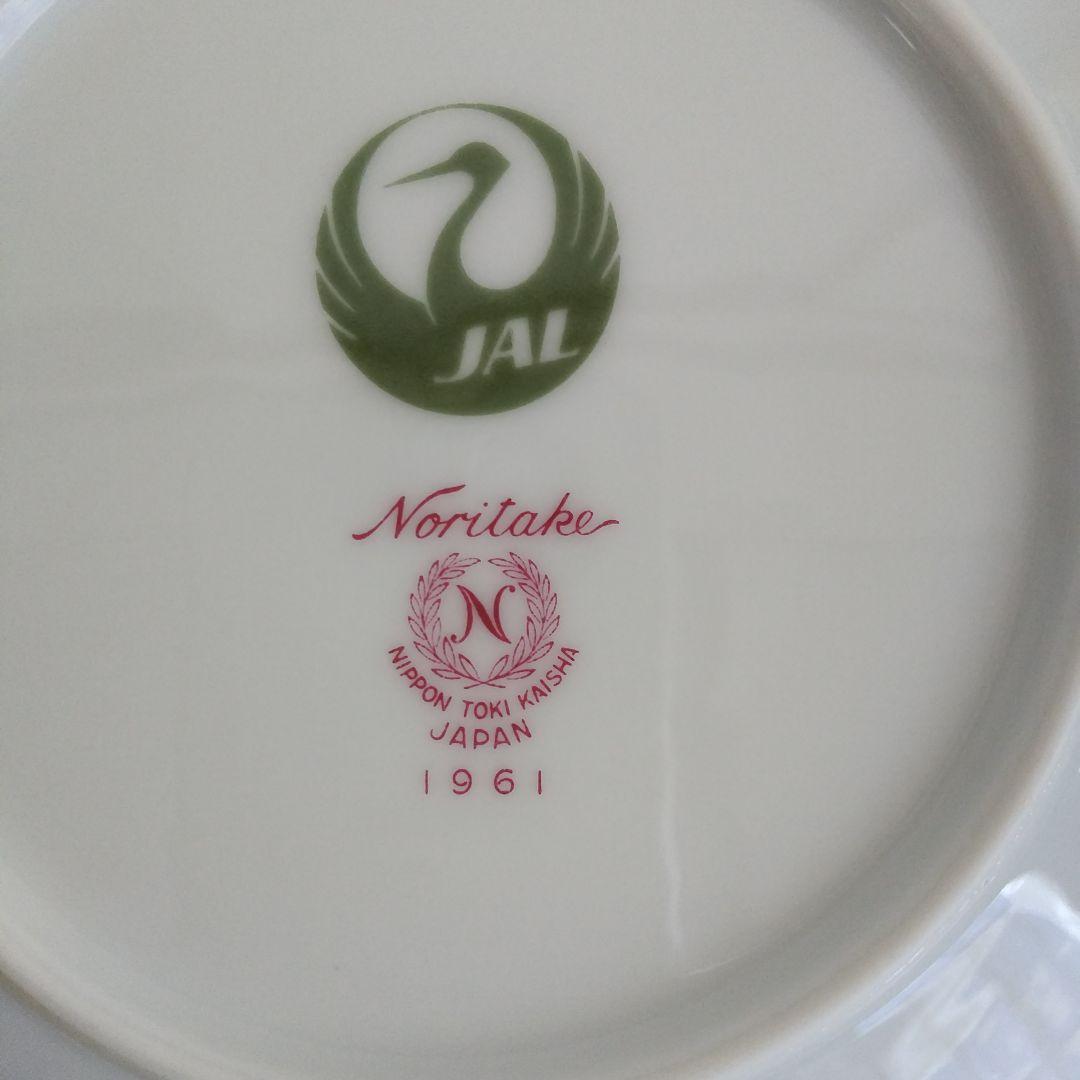 JAL
Noritake
N
NIPPON TOKI KAISHA
JAPAN
1961